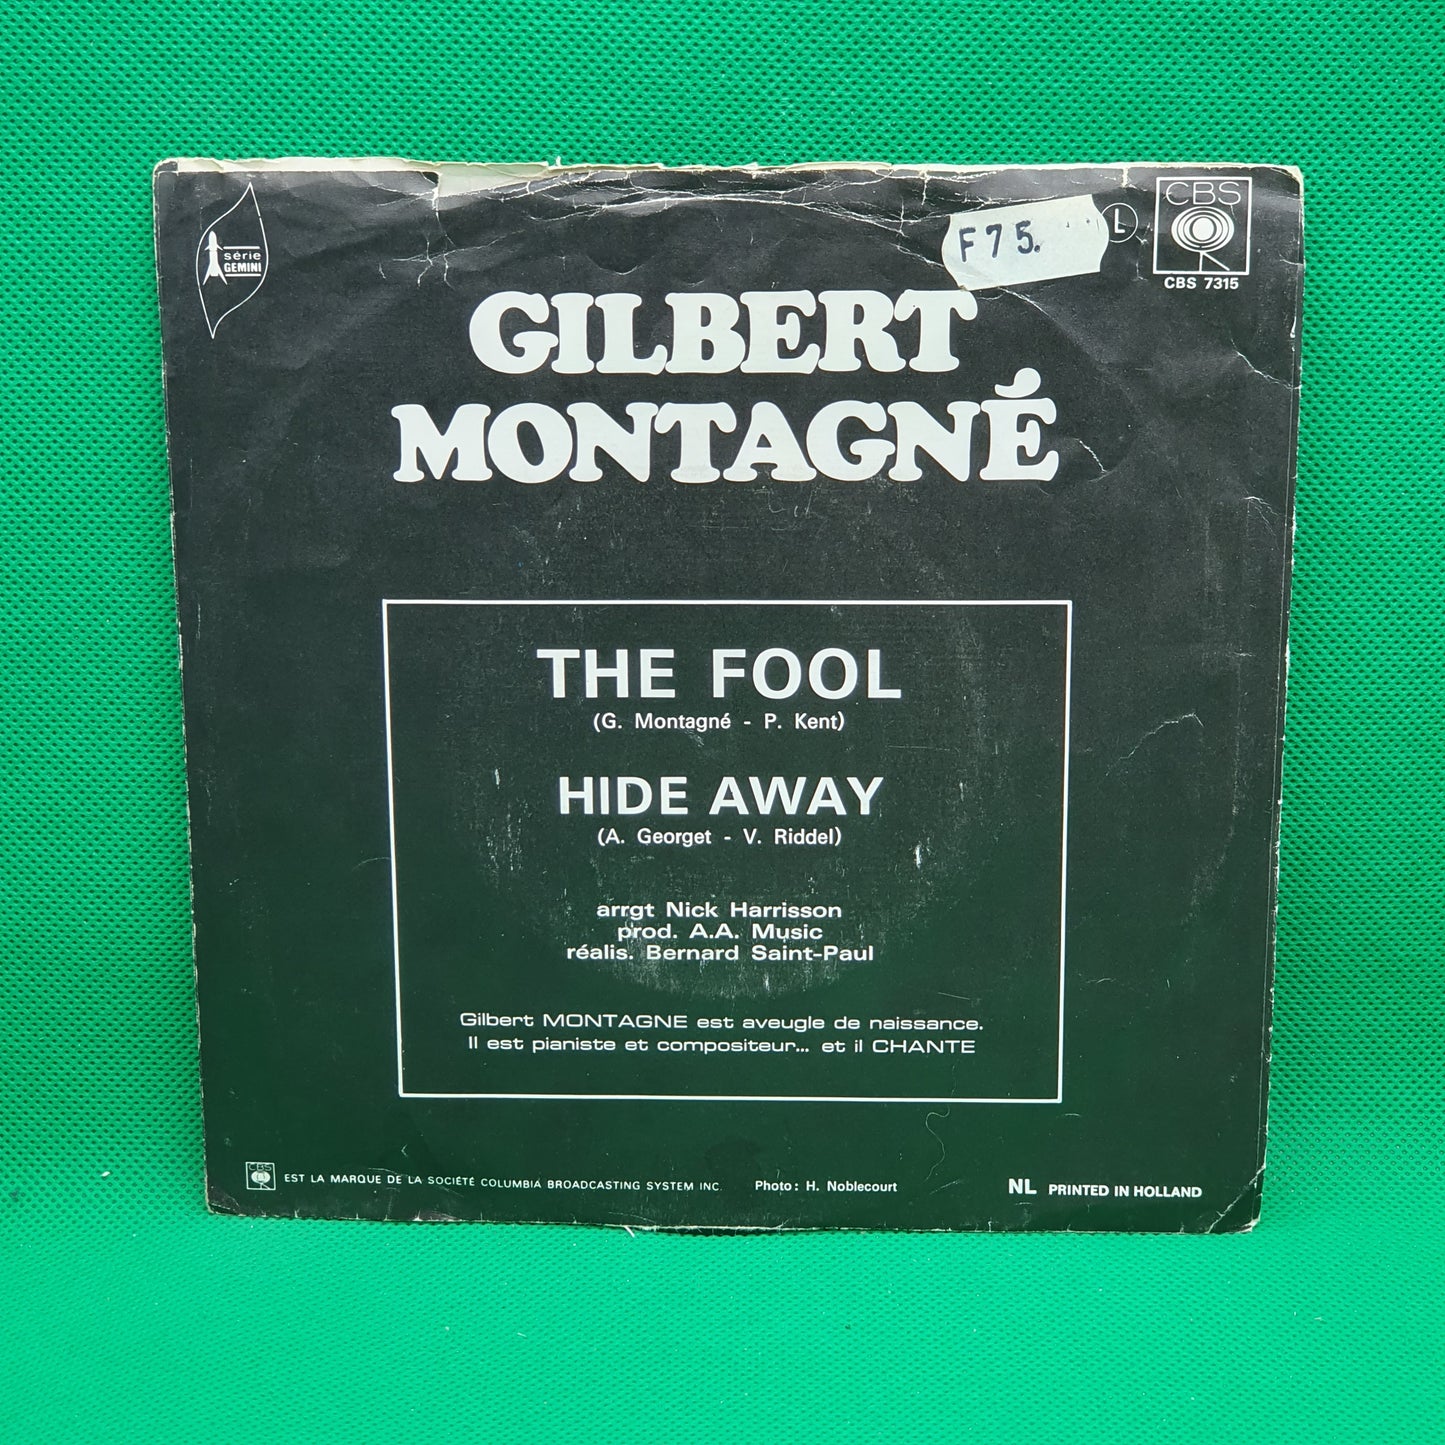 série
GEMINI
F 75.
L
CBS
CBS 7315
GILBERT
MONTAGNÉ
THE FOOL
(G. Montagné - P. Kent)
HIDE AWAY
(A. Georget - V. Riddel)
arrgt Nick Harrisson
prod. A.A. Music
réalis. Bernard Saint-Paul
Gilbert MONTAGNE est aveugle de naissance.
Il est pianiste et compositeur... et il CHANTE
CBS
EST LA MARQUE DE LA SOCIÉTÉ COLUMBIA BROADCASTING SYSTEM INC.
Photo : H. Noblecourt
NL PRINTED IN HOLLAND